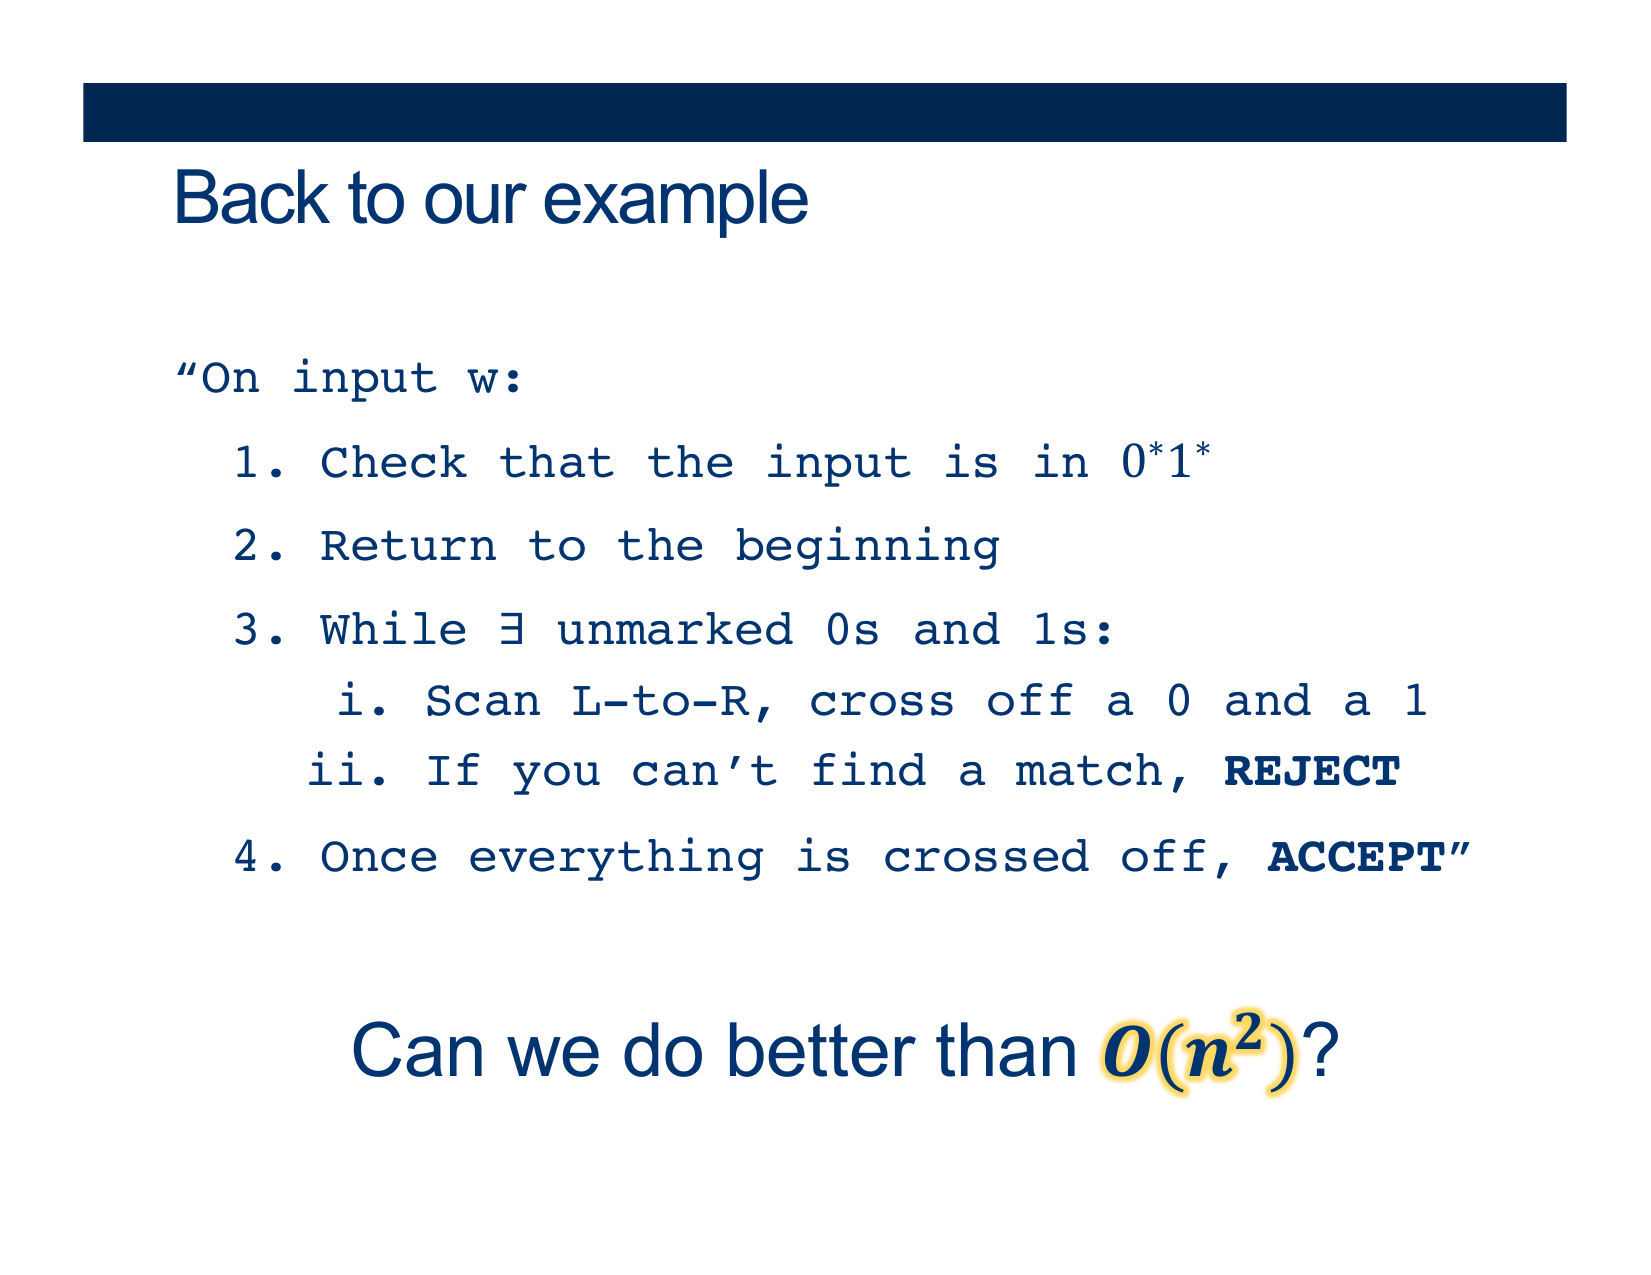 Back to our example
“On input w:
1. Check that the input is in 0*1*
2. Return to the beginning
3. While ∃ unmarked 0s and 1s:
i. Scan L-to-R, cross off a 0 and a 1
ii. If you can’t find a match, REJECT
4. Once everything is crossed off, ACCEPT”
Can we do better than O(n²)?